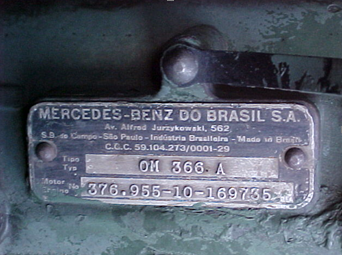 MERCEDES-BENZ DO BRASIL S.A.
Av. Alfred Jurzykowski, 562
S.B. do Campo - São Paulo - Indústria Brasileira - Made in Brazil
C.G.C. 59.104.273/0001-29
Tipo
Typ
OM 366 A
Motor No
376.955-10-169735